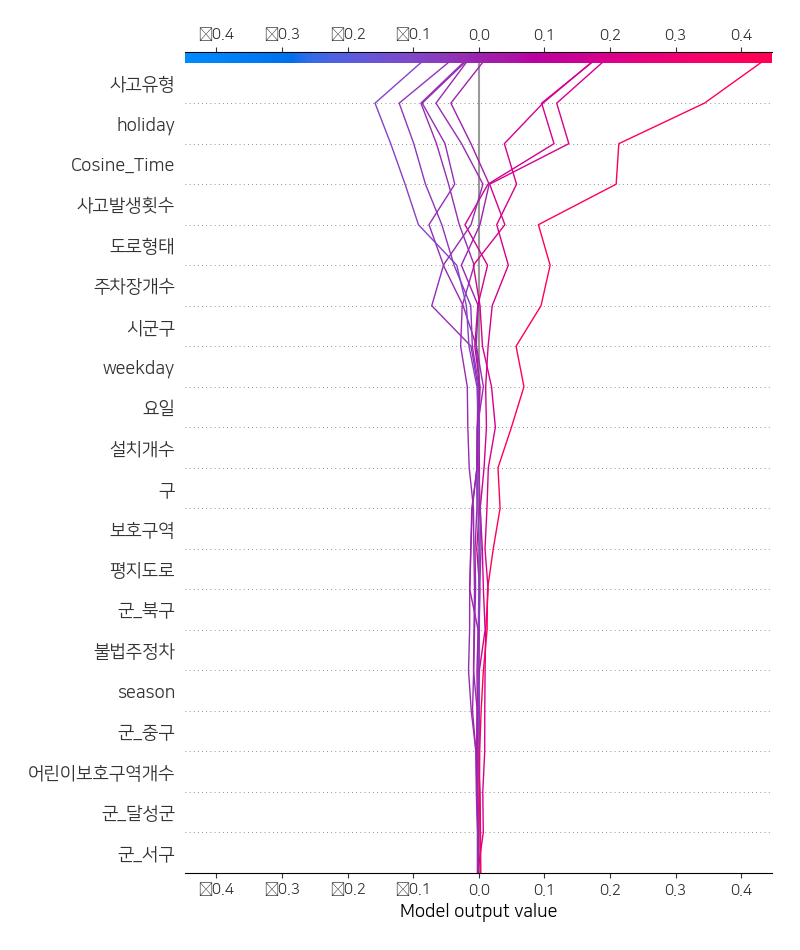 ☒0.4 ☒0.3 ☒0.2 ☒0.1 0.0 0.1 0.2 0.3 0.4
사고유형
holiday
Cosine_Time
사고발생횟수
도로형태
주차장개수
시군구
weekday
요일
설치개수
구
보호구역
평지도로
군_북구
불법주정차
season
군_중구
어린이보호구역개수
군_달성군
군_서구
☒0.4 ☒0.3 ☒0.2 ☒0.1 0.0 0.1 0.2 0.3 0.4
Model output value